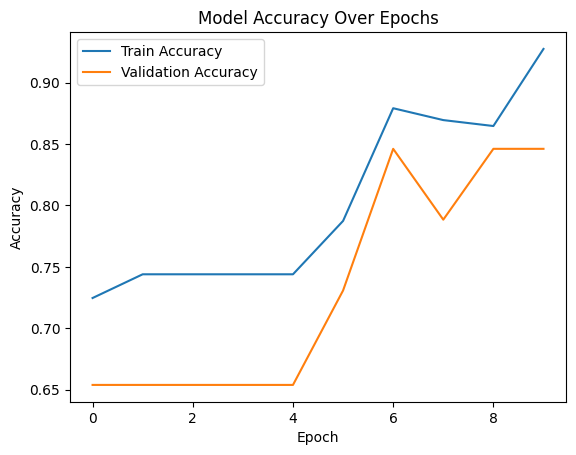 Model Accuracy Over Epochs
Train Accuracy
Validation Accuracy
0.90
0.85
0.80
0.75
0.70
0.65
Accuracy
0 2 4 6 8
Epoch